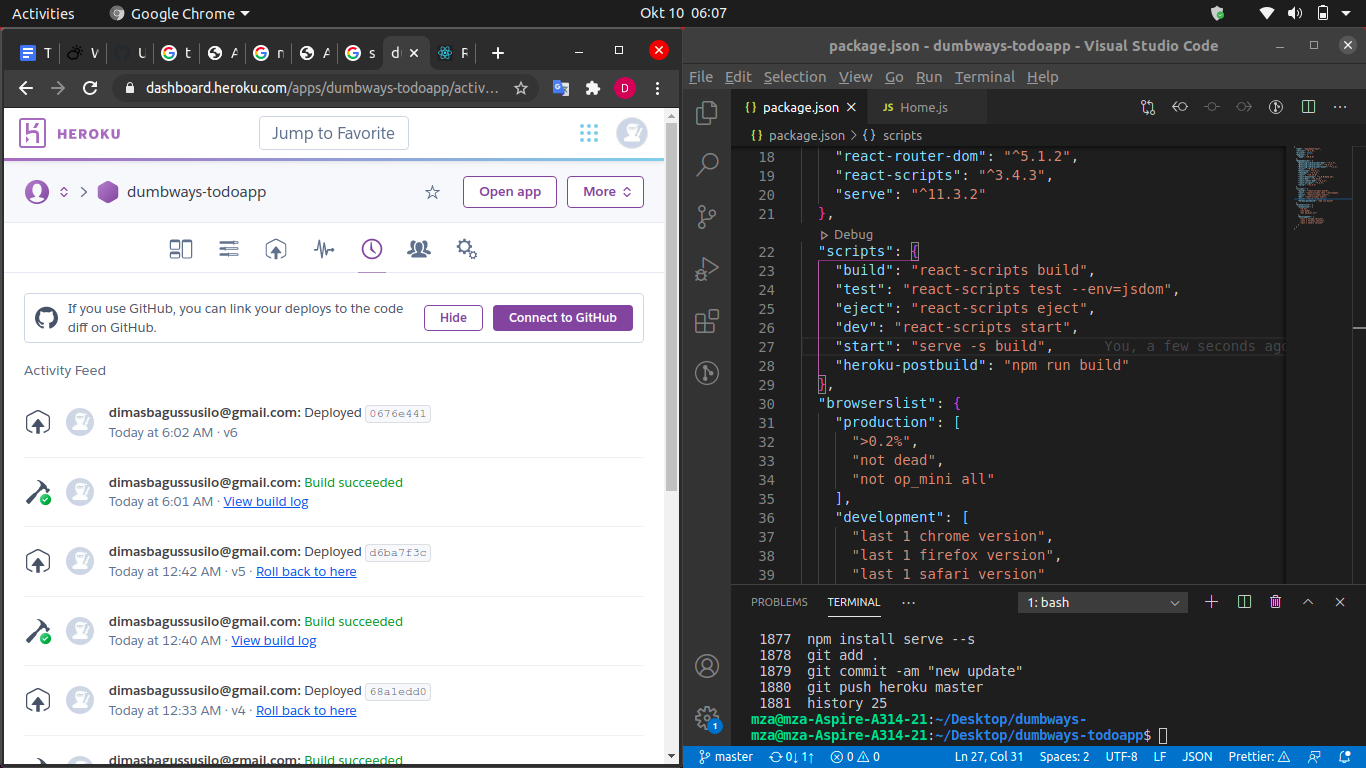 Activities
Google Chrome
Okt 10 06:07
dashboard.heroku.com/apps/dumbways-todoapp/activ...
D
HEROKU
Jump to Favorite
dumbways-todoapp
Open app
More
If you use GitHub, you can link your deploys to the code
diff on GitHub.
Hide
Connect to GitHub
Activity Feed
dimasbagussusilo@gmail.com: Deployed 0676e441
Today at 6:02 AM · v6
dimasbagussusilo@gmail.com: Build succeeded
Today at 6:01 AM · View build log
dimasbagussusilo@gmail.com: Deployed d6ba7f3c
Today at 12:42 AM · v5 · Roll back to here
dimasbagussusilo@gmail.com: Build succeeded
Today at 12:40 AM · View build log
dimasbagussusilo@gmail.com: Deployed 68a1edd0
Today at 12:33 AM · v4 · Roll back to here
dimasbagussusilo@gmail.com: Build succeeded
package.json - dumbways-todoapp - Visual Studio Code
File Edit Selection View Go Run Terminal Help
{ } package.json
JS Home.js
{ } package.json > { } scripts
18 "react-router-dom": "^5.1.2",
19 "react-scripts": "^3.4.3",
20 "serve": "^11.3.2"
21 },
Debug
22 "scripts": {
23 "build": "react-scripts build",
24 "test": "react-scripts test --env=jsdom",
25 "eject": "react-scripts eject",
26 "dev": "react-scripts start",
27 "start": "serve -s build", You, a few seconds ago
28 "heroku-postbuild": "npm run build"
29 },
30 "browserslist": {
31 "production": [
32 ">0.2%",
33 "not dead",
34 "not op_mini all"
35 ],
36 "development": [
37 "last 1 chrome version",
38 "last 1 firefox version",
39 "last 1 safari version"
PROBLEMS TERMINAL ... 1: bash
1877 npm install serve --s
1878 git add .
1879 git commit -am "new update"
1880 git push heroku master
1881 history 25
mza@mza-Aspire-A314-21:~/Desktop/dumbways-
mza@mza-Aspire-A314-21:~/Desktop/dumbways-todoapp$
1
master 0↓ 1↑ 0 0 Ln 27, Col 31 Spaces: 2 UTF-8 LF JSON Prettier: